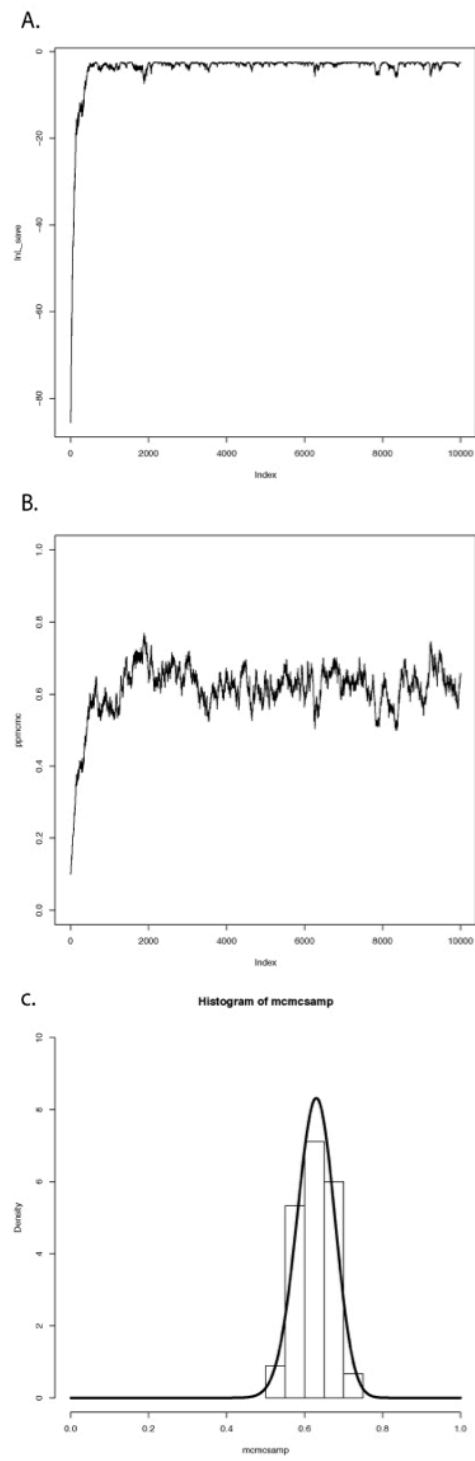 A.
0
−20
−40
−60
−80
lnL_save
0 2000 4000 6000 8000 10000
Index
B.
1.0
0.8
0.6
0.4
0.2
0.0
ppmcmc
0 2000 4000 6000 8000 10000
Index
C.
Histogram of mcmcsamp
10
8
6
4
2
0
Density
0.0 0.2 0.4 0.6 0.8 1.0
mcmcsamp